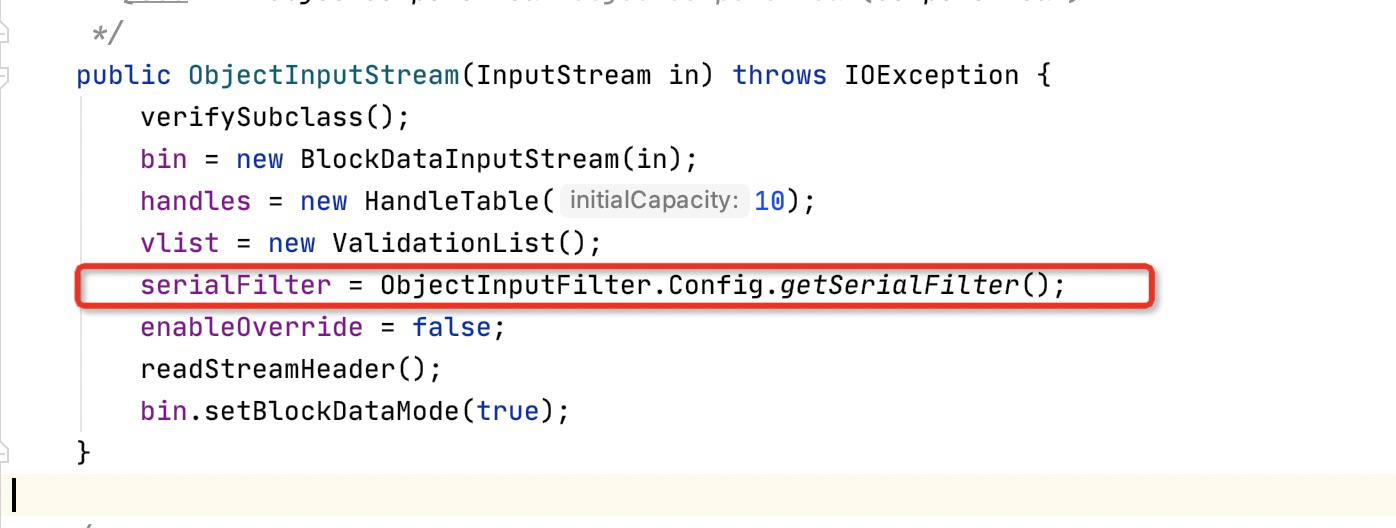 */
public ObjectInputStream(InputStream in) throws IOException {
verifySubclass();
bin = new BlockDataInputStream(in);
handles = new HandleTable( initialCapacity: 10);
vlist = new ValidationList();
serialFilter = ObjectInputFilter.Config.getSerialFilter();
enableOverride = false;
readStreamHeader();
bin.setBlockDataMode(true);
}